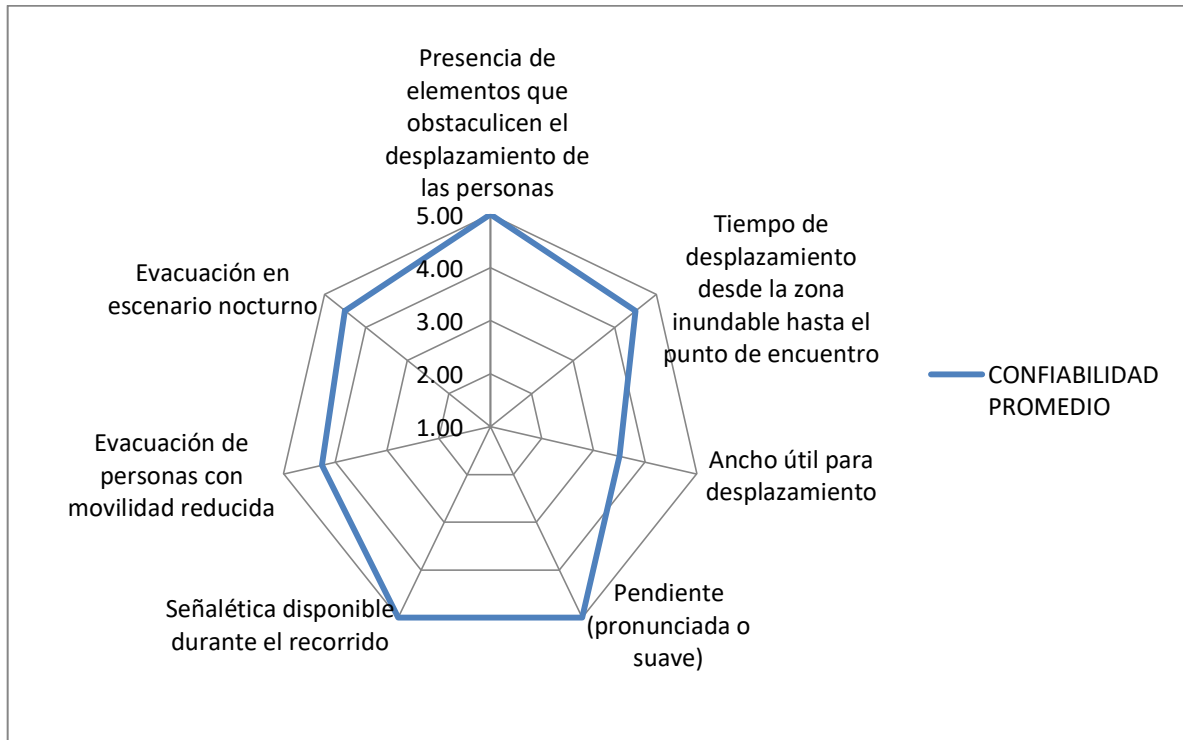 Presencia de
elementos que
obstaculicen el
desplazamiento de
las personas
5.00
4.00
3.00
2.00
1.00
Tiempo de
desplazamiento
desde la zona
inundable hasta el
punto de encuentro
Ancho útil para
desplazamiento
Pendiente
(pronunciada o
suave)
Señalética disponible
durante el recorrido
Evacuación de
personas con
movilidad reducida
Evacuación en
escenario nocturno
CONFIABILIDAD
PROMEDIO